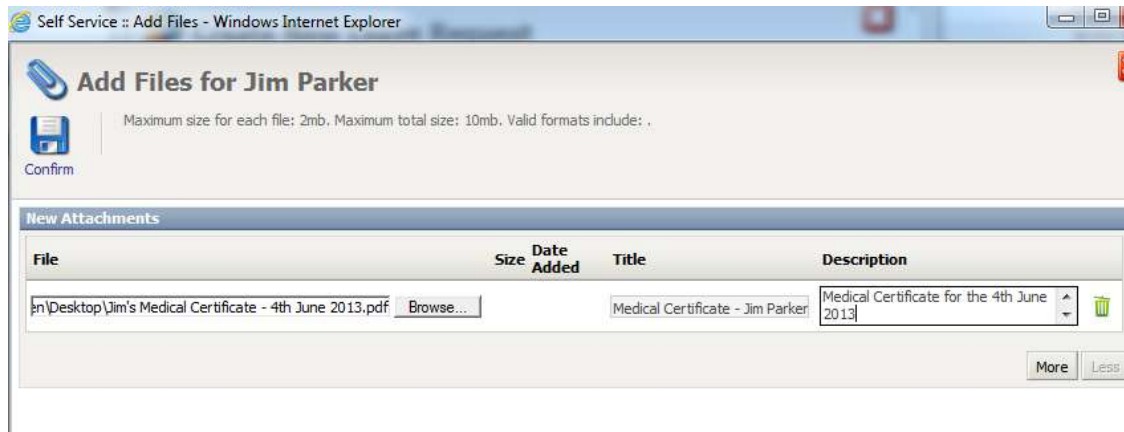 Self Service :: Add Files - Windows Internet Explorer
Add Files for Jim Parker
Maximum size for each file: 2mb. Maximum total size: 10mb. Valid formats include: .
Confirm
New Attachments
File Size Date Added Title Description
en\Desktop\Jim's Medical Certificate - 4th June 2013.pdf Browse... Medical Certificate - Jim Parker Medical Certificate for the 4th June
2013
More Less